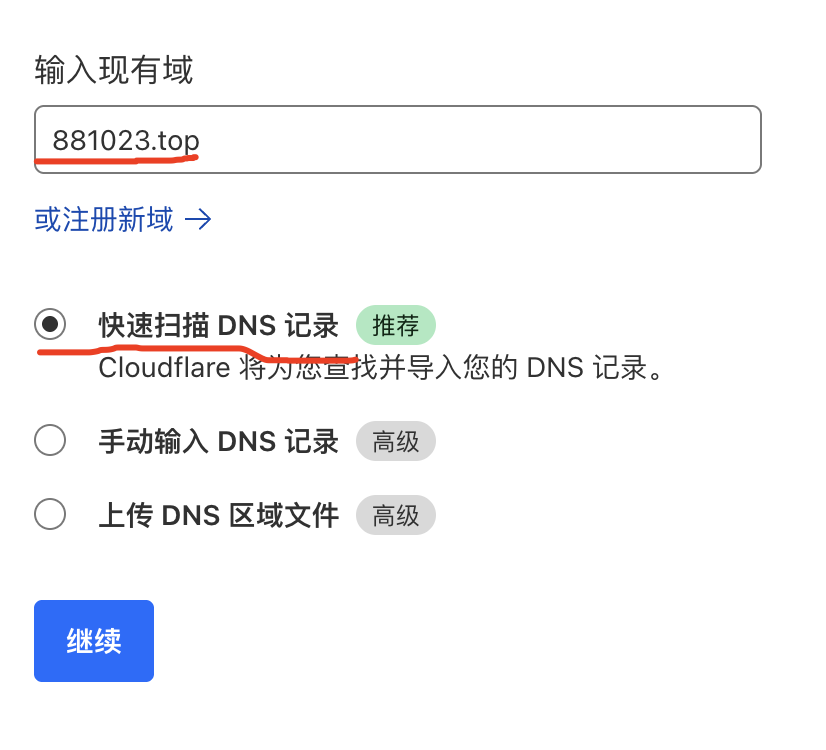 输入现有域
881023.top
或注册新域 →
快速扫描 DNS 记录 推荐
Cloudflare 将为您查找并导入您的 DNS 记录。
手动输入 DNS 记录 高级
上传 DNS 区域文件 高级
继续